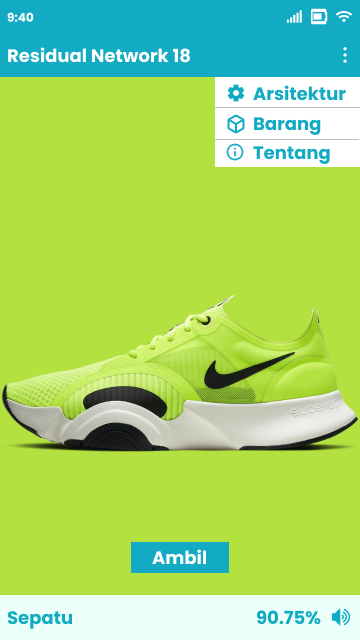 9:40
Residual Network 18
Arsitektur
Barang
Tentang
Ambil
Sepatu
90.75%